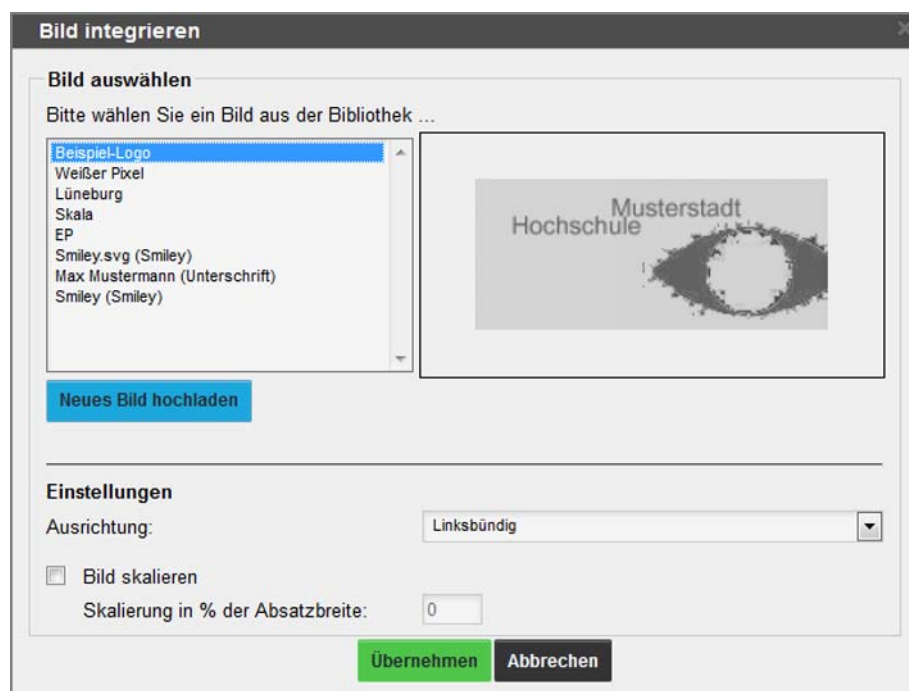 Bild integrieren
Bild auswählen
Bitte wählen Sie ein Bild aus der Bibliothek ...
Beispiel-Logo
Weißer Pixel
Lüneburg
Skala
EP
Smiley.svg (Smiley)
Max Mustermann (Unterschrift)
Smiley (Smiley)
Musterstadt
Hochschule
Neues Bild hochladen
Einstellungen
Ausrichtung:
Linksbündig
Bild skalieren
Skalierung in % der Absatzbreite:
0
Übernehmen
Abbrechen